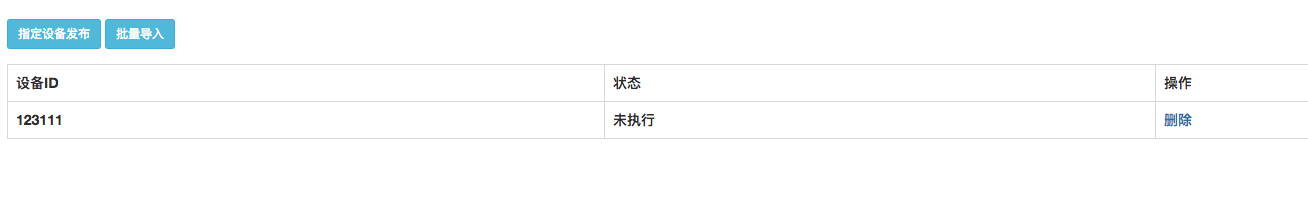 指定设备发布 批量导入
设备ID 状态 操作
123111 未执行 删除